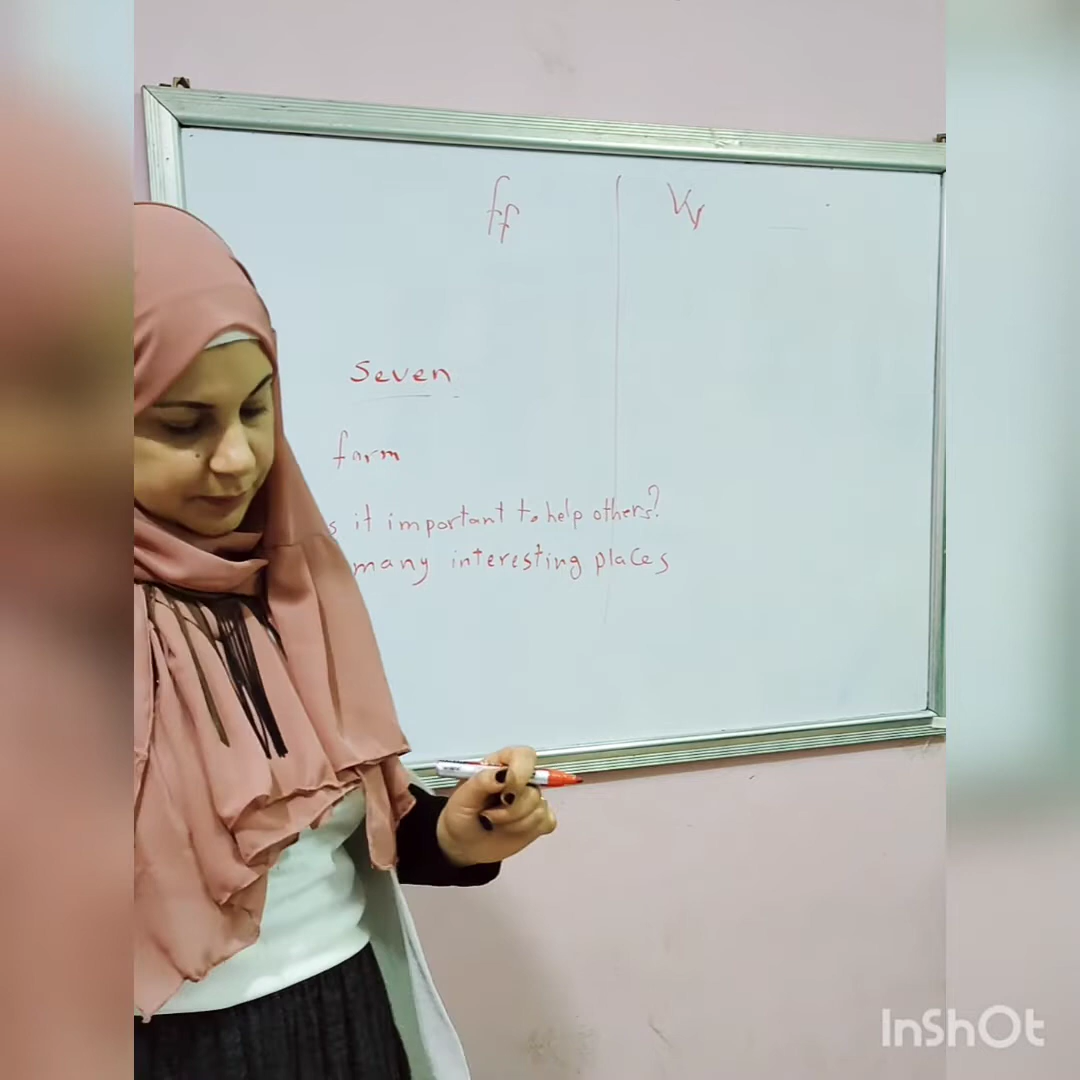 ff Vv
seven
farm
s it important to help others?
many interesting places
InShOt